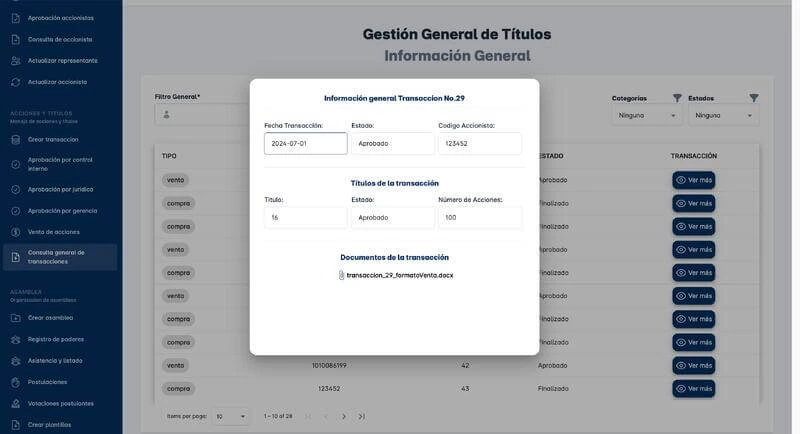 Aprobación accionistas
Consulta de accionista
Actualizar representante
Actualizar accionista
ACCIONES Y TITULOS
Manejo de acciones y titulos
Crear transaccion
Aprobación por control
interno
Aprobación por juridica
Aprobación por gerencia
Venta de acciones
Consulta general de
transacciones
ASAMBLEA
Organizacion de asambleas
Crear asamblea
Registro de poderes
Asistencia y listado
Postulaciones
Votaciones postulantes
Crear plantillas
Gestión General de Títulos
Información General
Filtro General*
Categorías
Estados
Ninguna
Ninguna
TIPO
ESTADO
TRANSACCIÓN
venta
Aprobado
Ver más
compra
Finalizado
Ver más
compra
Finalizado
Ver más
venta
Aprobado
Ver más
compra
Finalizado
Ver más
venta
Aprobado
Ver más
compra
Finalizado
Ver más
compra
Finalizado
Ver más
venta
1010086199
42
Aprobado
Ver más
compra
123452
43
Finalizado
Ver más
Items per page:
10
1 – 10 of 28
Información general Transaccion No.29
Fecha Transacción:
Estado:
Codigo Accionista:
2024-07-01
Aprobado
123452
Títulos de la transacción
Titulo:
Estado:
Número de Acciones:
16
Aprobado
100
Documentos de la transacción
transaccion_29_formatoVenta.docx